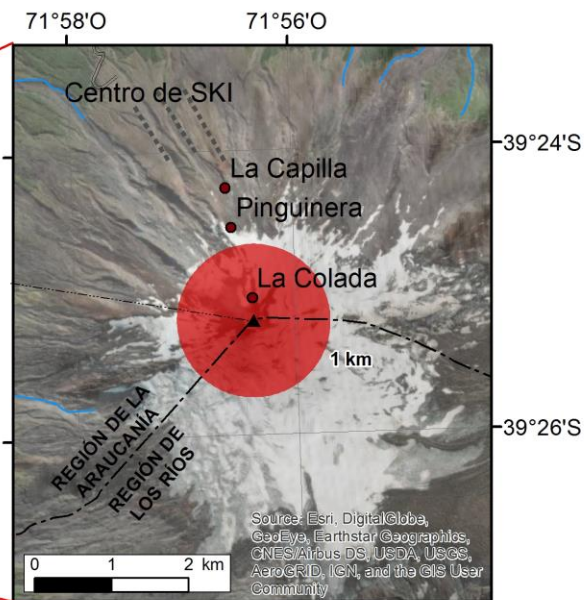 71°58'O
71°56'O
Centro de SKI
39°24'S
La Capilla
Pinguinera
La Colada
1 km
REGIÓN DE LA
ARAUCANÍA
REGIÓN DE
LOS RÍOS
39°26'S
Source: Esri, DigitalGlobe,
GeoEye, Earthstar Geographics,
CNES/Airbus DS, USDA, USGS,
AeroGRID, IGN, and the GIS User
Community
0 1 2 km